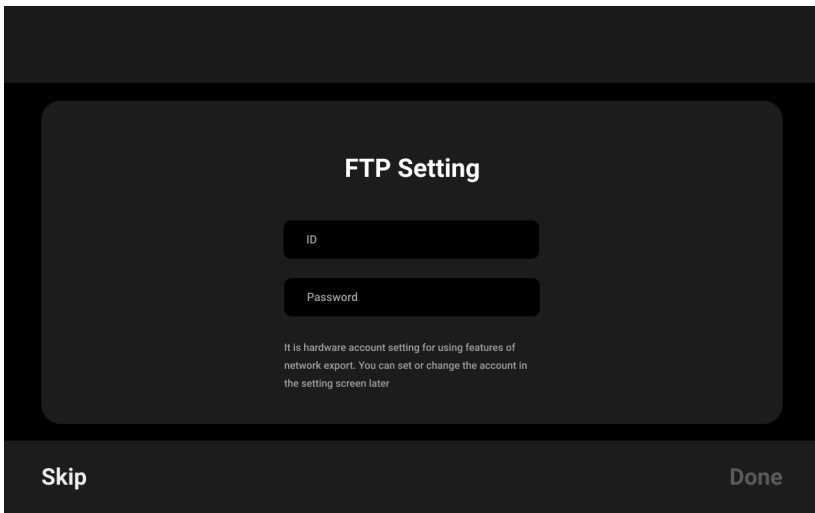 FTP Setting
ID
Password
It is hardware account setting for using features of
network export. You can set or change the account in
the setting screen later
Skip
Done